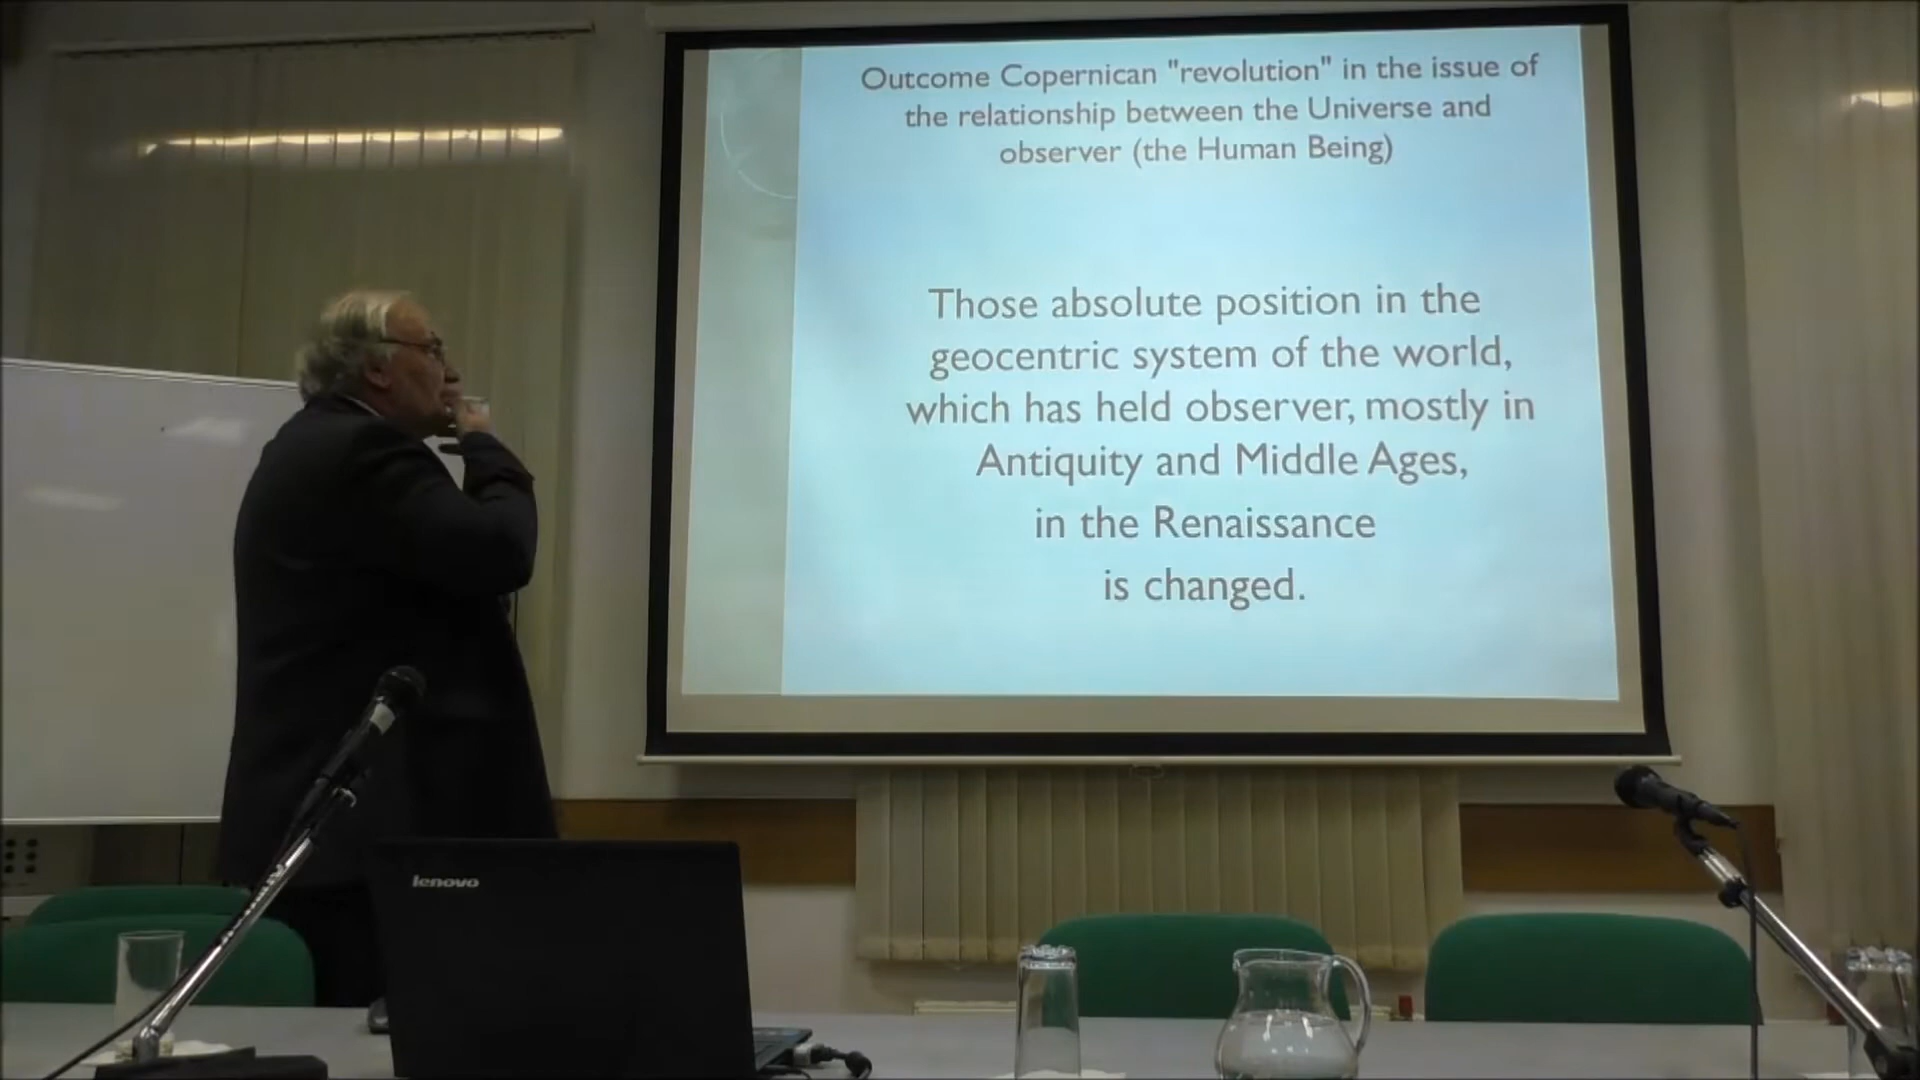 Outcome Copernican "revolution" in the issue of
the relationship between the Universe and
observer (the Human Being)
Those absolute position in the
geocentric system of the world,
which has held observer, mostly in
Antiquity and Middle Ages,
in the Renaissance
is changed.
lenovo